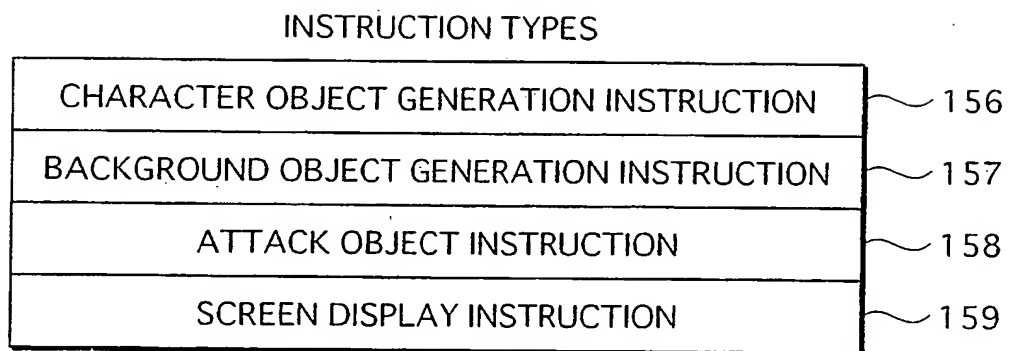 INSTRUCTION TYPES
CHARACTER OBJECT GENERATION INSTRUCTION 156
BACKGROUND OBJECT GENERATION INSTRUCTION 157
ATTACK OBJECT INSTRUCTION 158
SCREEN DISPLAY INSTRUCTION 159